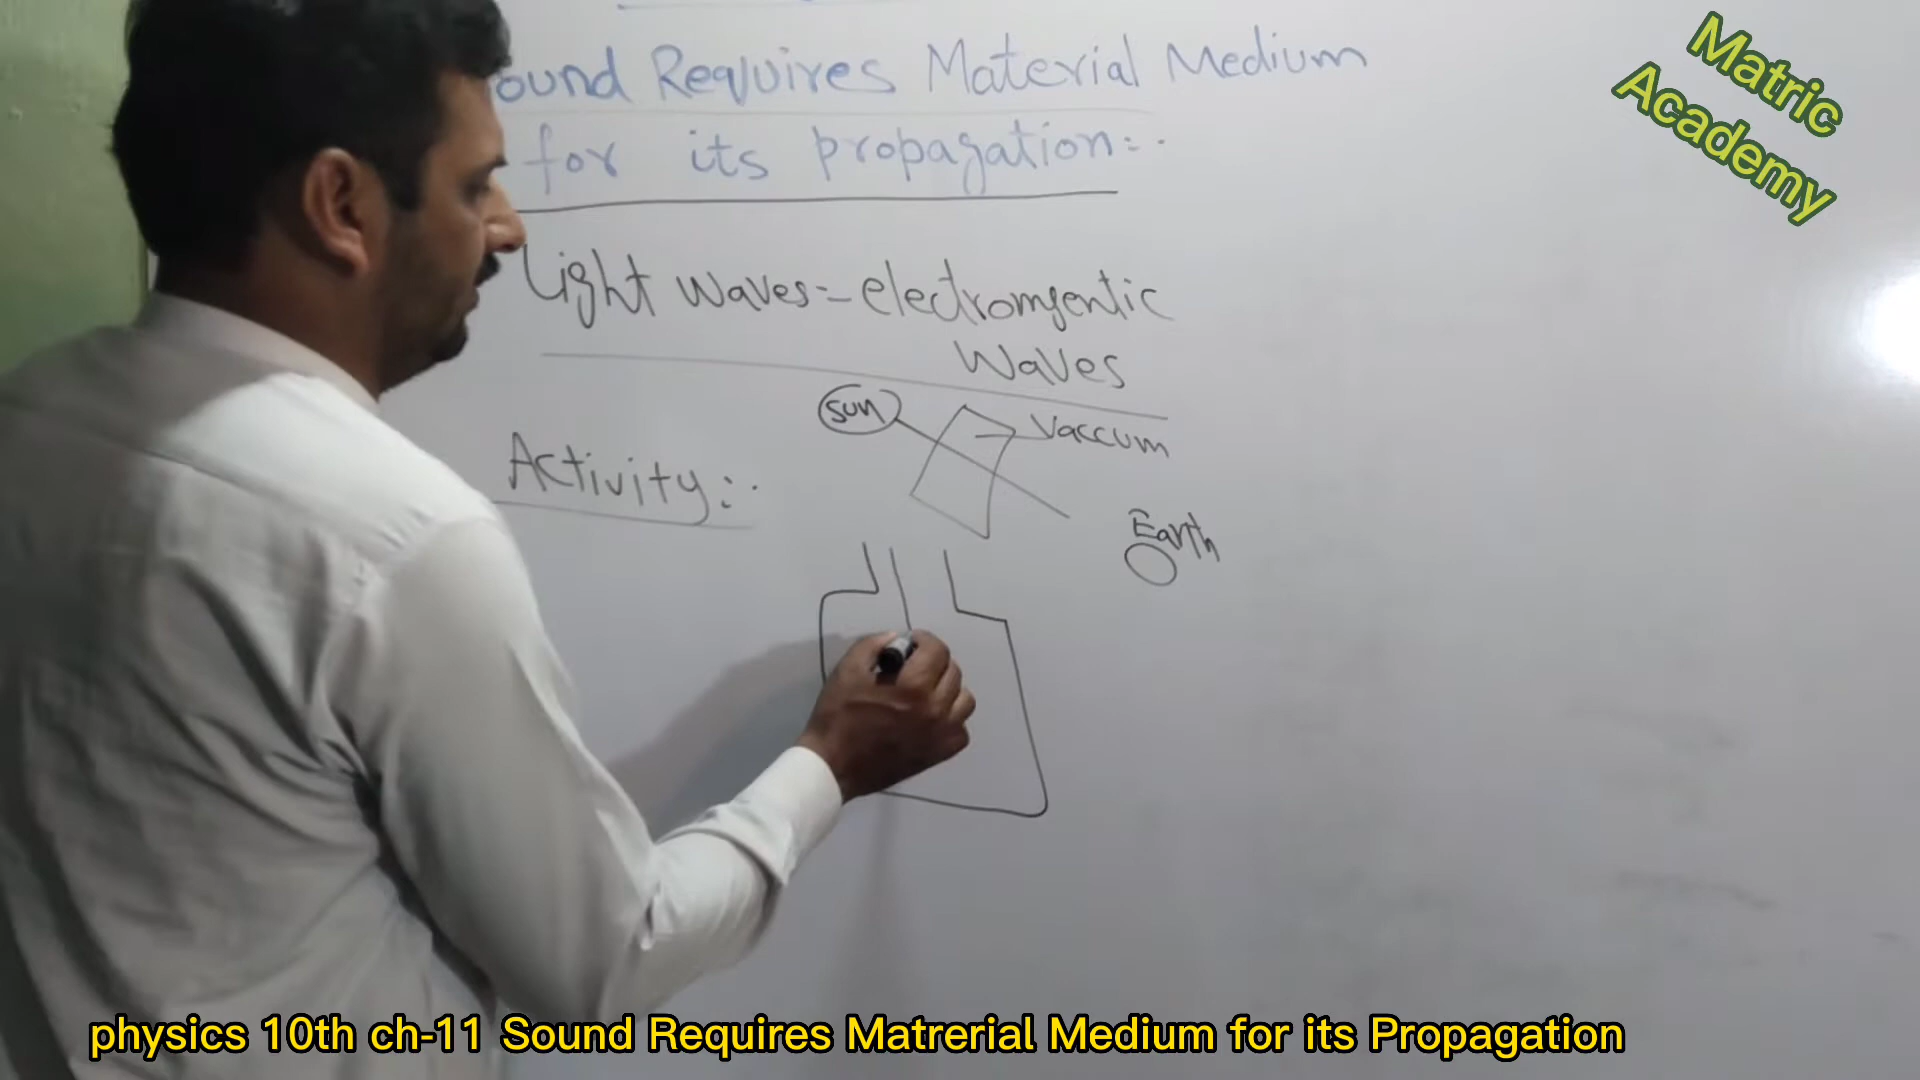 ound Requires Material Medium
for its propagation:-
Light Waves:- electromgentic
Waves
sun
Vaccum
Activity:-
Earth
Matric
Academy
physics 10th ch-11 Sound Requires Matrerial Medium for its Propagation